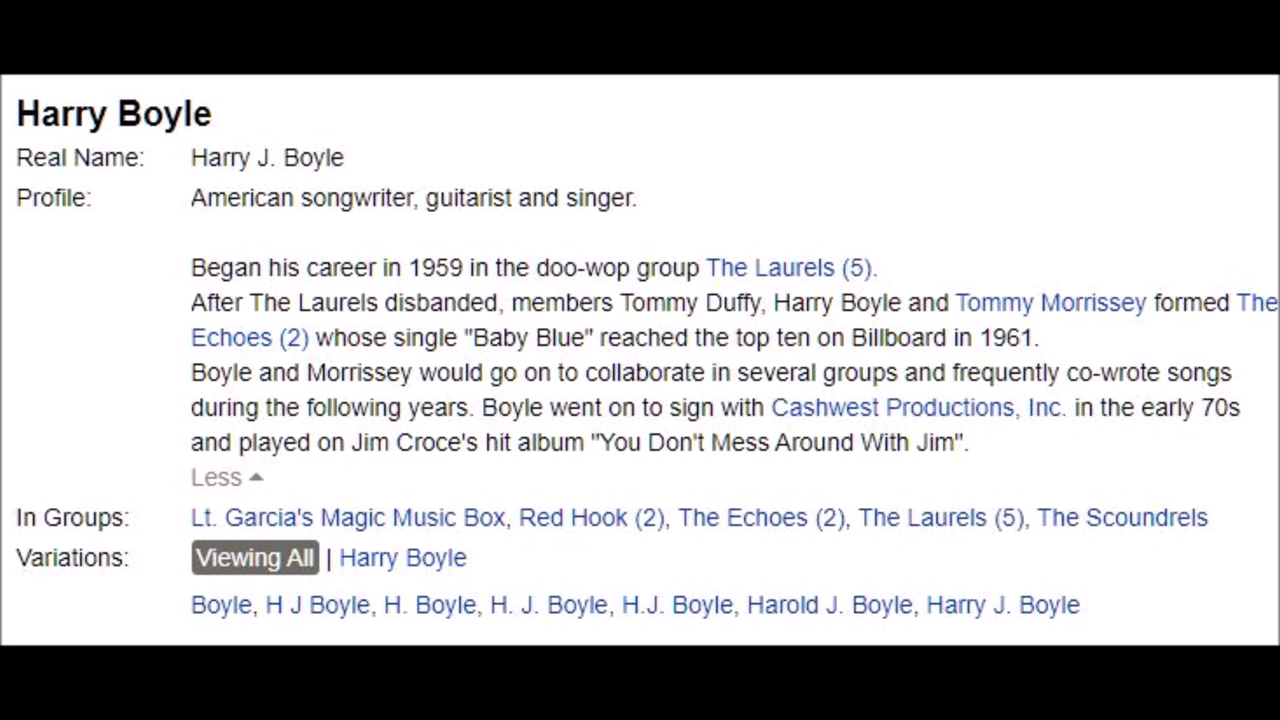 Harry Boyle
Real Name: Harry J. Boyle
Profile: American songwriter, guitarist and singer.
Began his career in 1959 in the doo-wop group The Laurels (5).
After The Laurels disbanded, members Tommy Duffy, Harry Boyle and Tommy Morrissey formed The
Echoes (2) whose single "Baby Blue" reached the top ten on Billboard in 1961.
Boyle and Morrissey would go on to collaborate in several groups and frequently co-wrote songs
during the following years. Boyle went on to sign with Cashwest Productions, Inc. in the early 70s
and played on Jim Croce's hit album "You Don't Mess Around With Jim".
Less
In Groups: Lt. Garcia's Magic Music Box, Red Hook (2), The Echoes (2), The Laurels (5), The Scoundrels
Variations: Viewing All | Harry Boyle
Boyle, H J Boyle, H. Boyle, H. J. Boyle, H.J. Boyle, Harold J. Boyle, Harry J. Boyle